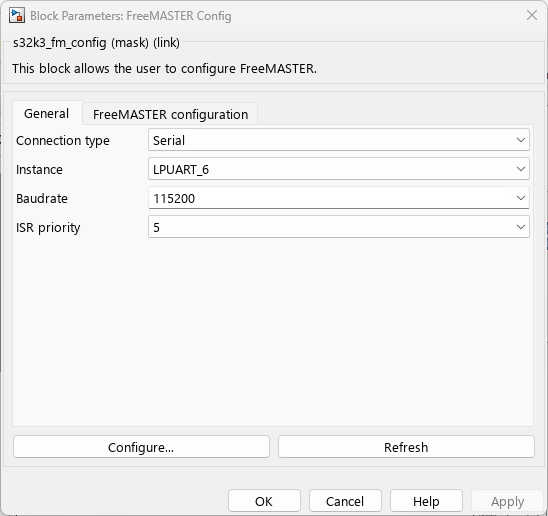 Block Parameters: FreeMASTER Config
s32k3_fm_config (mask) (link)
This block allows the user to configure FreeMASTER.
General FreeMASTER configuration
Connection type Serial
Instance LPUART_6
Baudrate 115200
ISR priority 5
Configure... Refresh
OK Cancel Help Apply